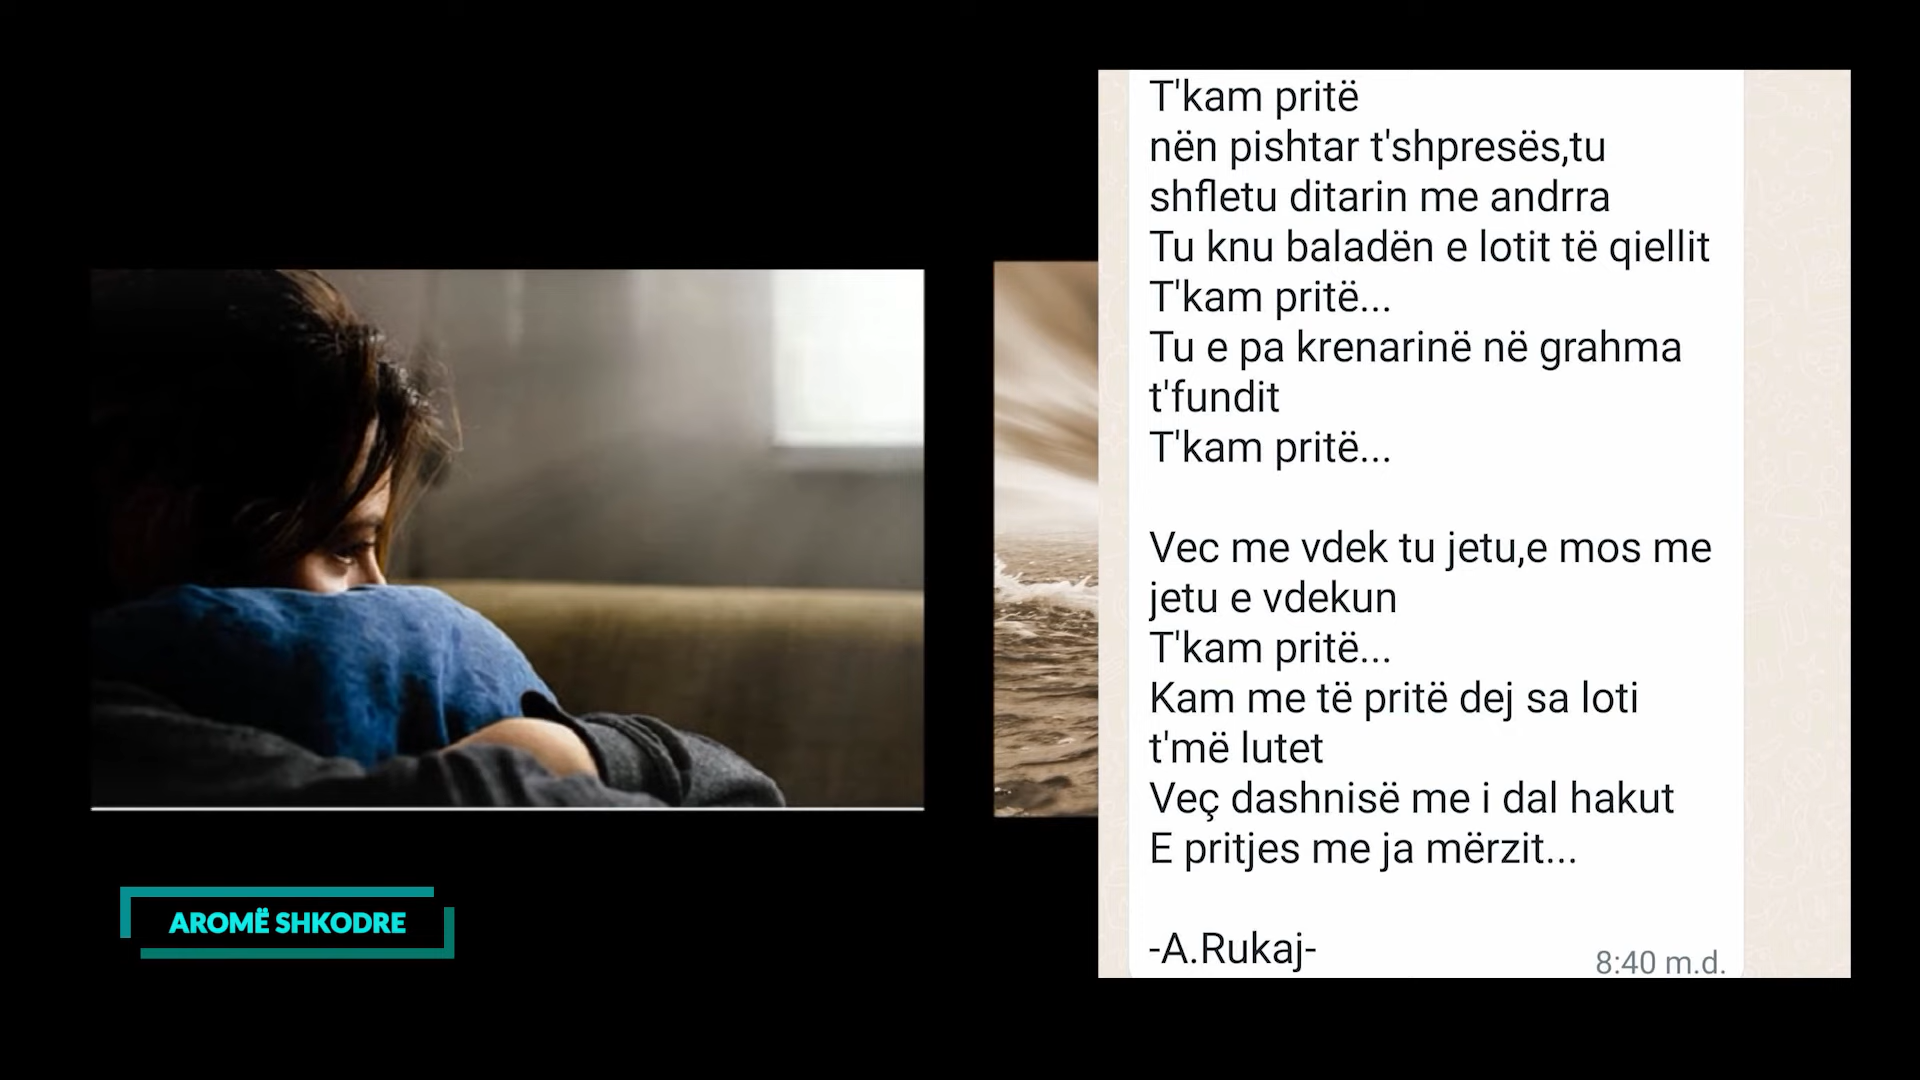 T'kam pritë
nën pishtar t'shpresës,tu
shfletu ditarin me andrra
Tu knu baladën e lotit të qiellit
T'kam pritë...
Tu e pa krenarinë në grahma
t'fundit
T'kam pritë...
Vec me vdek tu jetu,e mos me
jetu e vdekun
T'kam pritë...
Kam me të pritë dej sa loti
t'më lutet
Veç dashnisë me i dal hakut
E pritjes me ja mërzit...
-A.Rukaj-
8:40 m.d.
AROMË SHKODRE